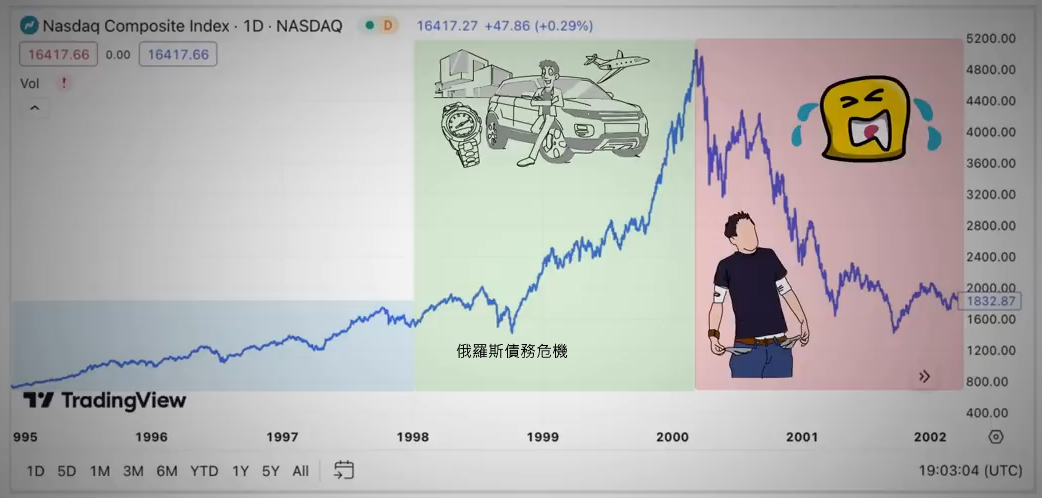 Nasdaq Composite Index · 1D · NASDAQ D 16417.27 +47.86 (+0.29%)
16417.66 0.00 16417.66
Vol !
5200.00
4800.00
4400.00
4000.00
3600.00
3200.00
2800.00
2400.00
2000.00
1832.87
1600.00
1200.00
800.00
400.00
俄羅斯債務危機
TradingView
995 1996 1997 1998 1999 2000 2001 2002
1D 5D 1M 3M 6M YTD 1Y 5Y All 19:03:04 (UTC)